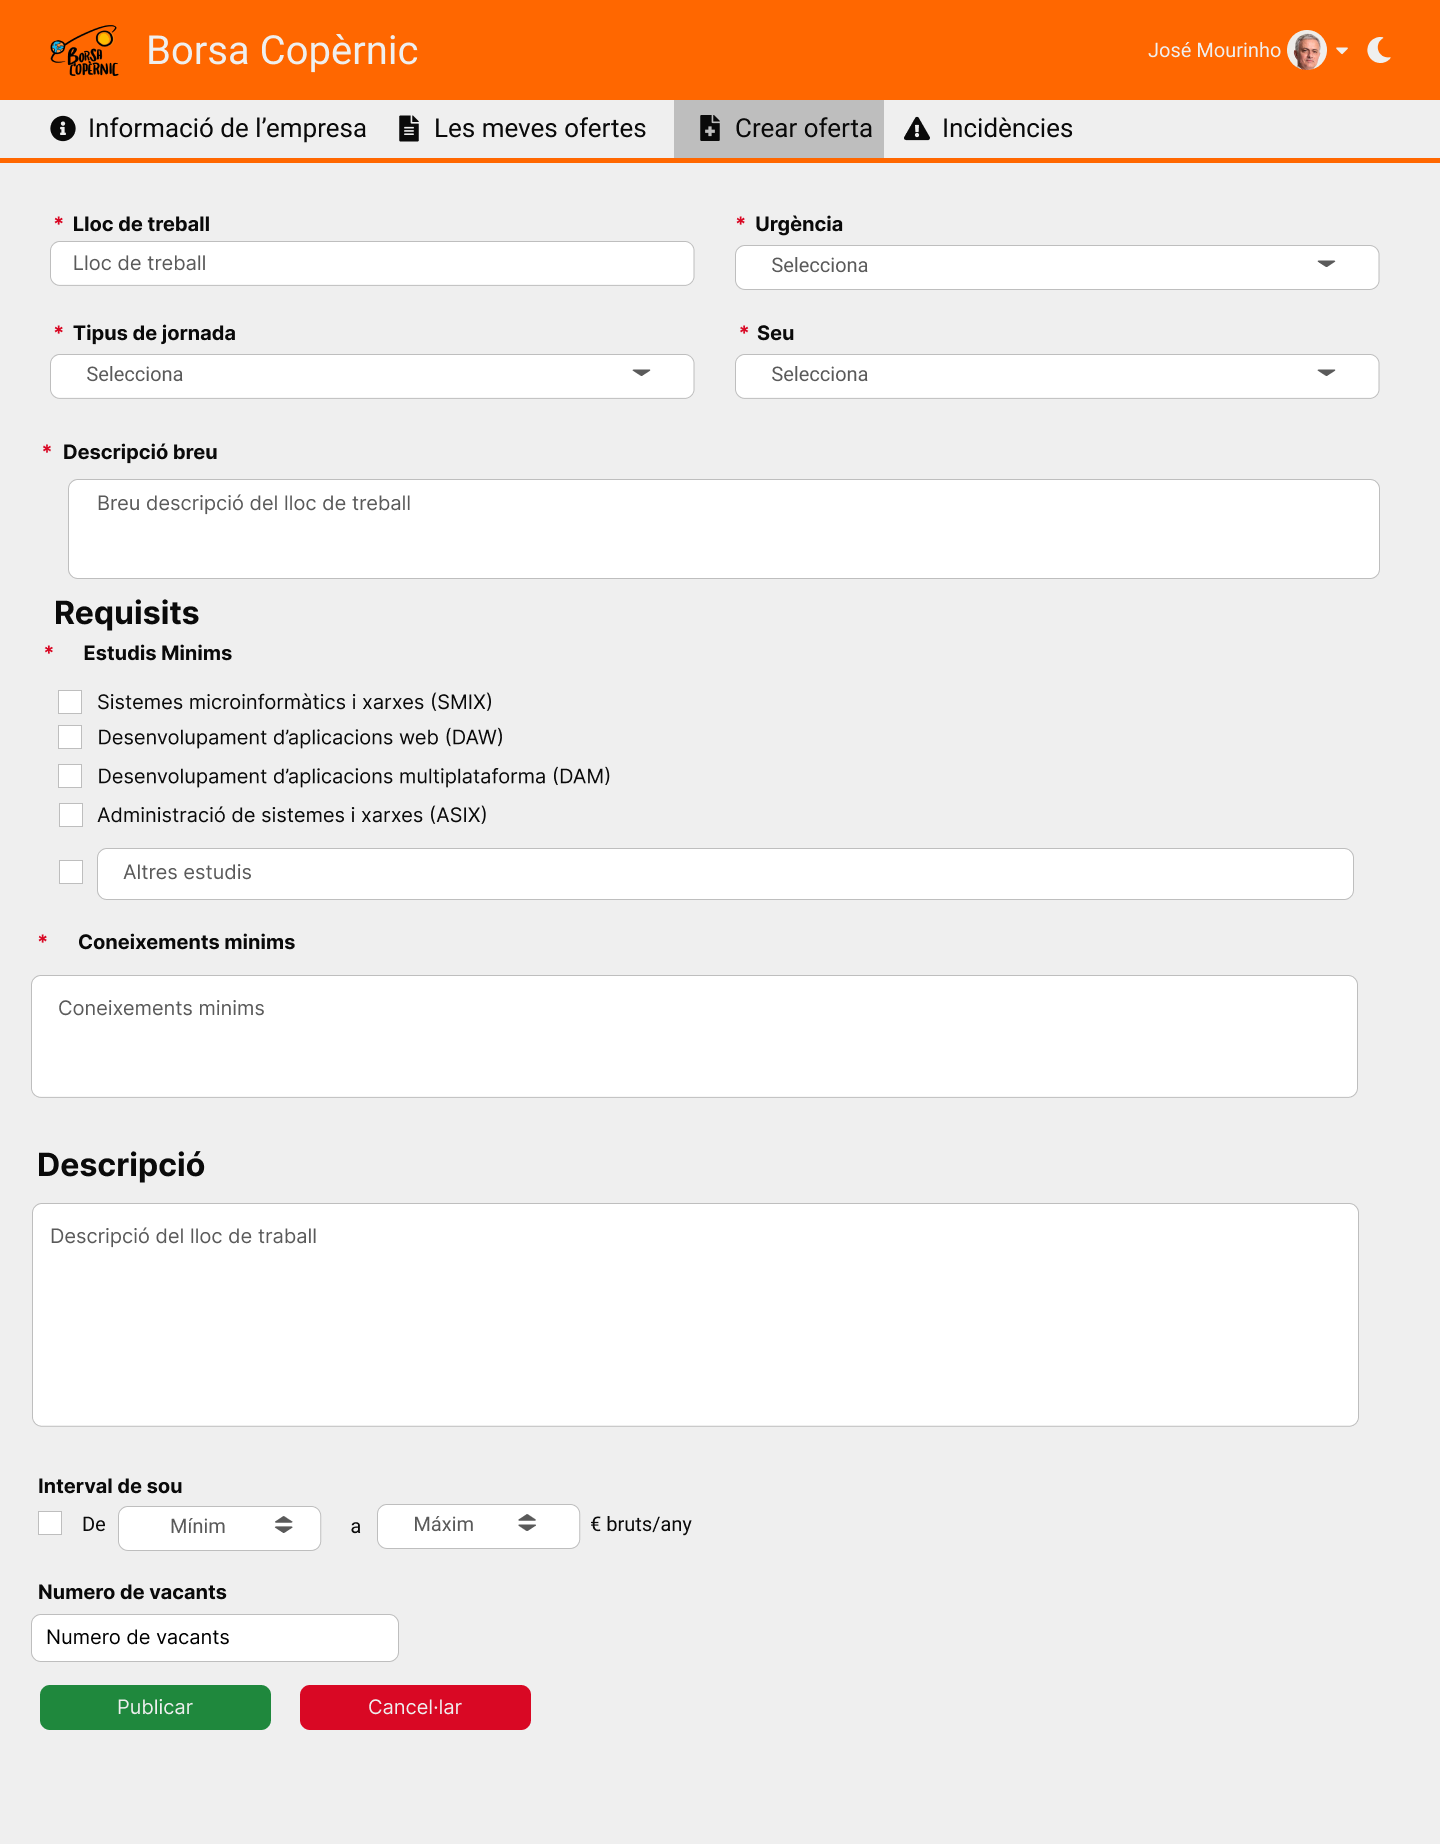 BORSA
COPÈRNIC
Borsa Copèrnic
José Mourinho
Informació de l’empresa
Les meves ofertes
Crear oferta
Incidències
* Lloc de treball
* Urgència
Lloc de treball
Selecciona
* Tipus de jornada
* Seu
Selecciona
Selecciona
* Descripció breu
Breu descripció del lloc de treball
Requisits
* Estudis Minims
Sistemes microinformàtics i xarxes (SMIX)
Desenvolupament d’aplicacions web (DAW)
Desenvolupament d’aplicacions multiplataforma (DAM)
Administració de sistemes i xarxes (ASIX)
Altres estudis
* Coneixements minims
Coneixements minims
Descripció
Descripció del lloc de traball
Interval de sou
De Mínim a Máxim € bruts/any
Numero de vacants
Numero de vacants
Publicar
Cancel·lar